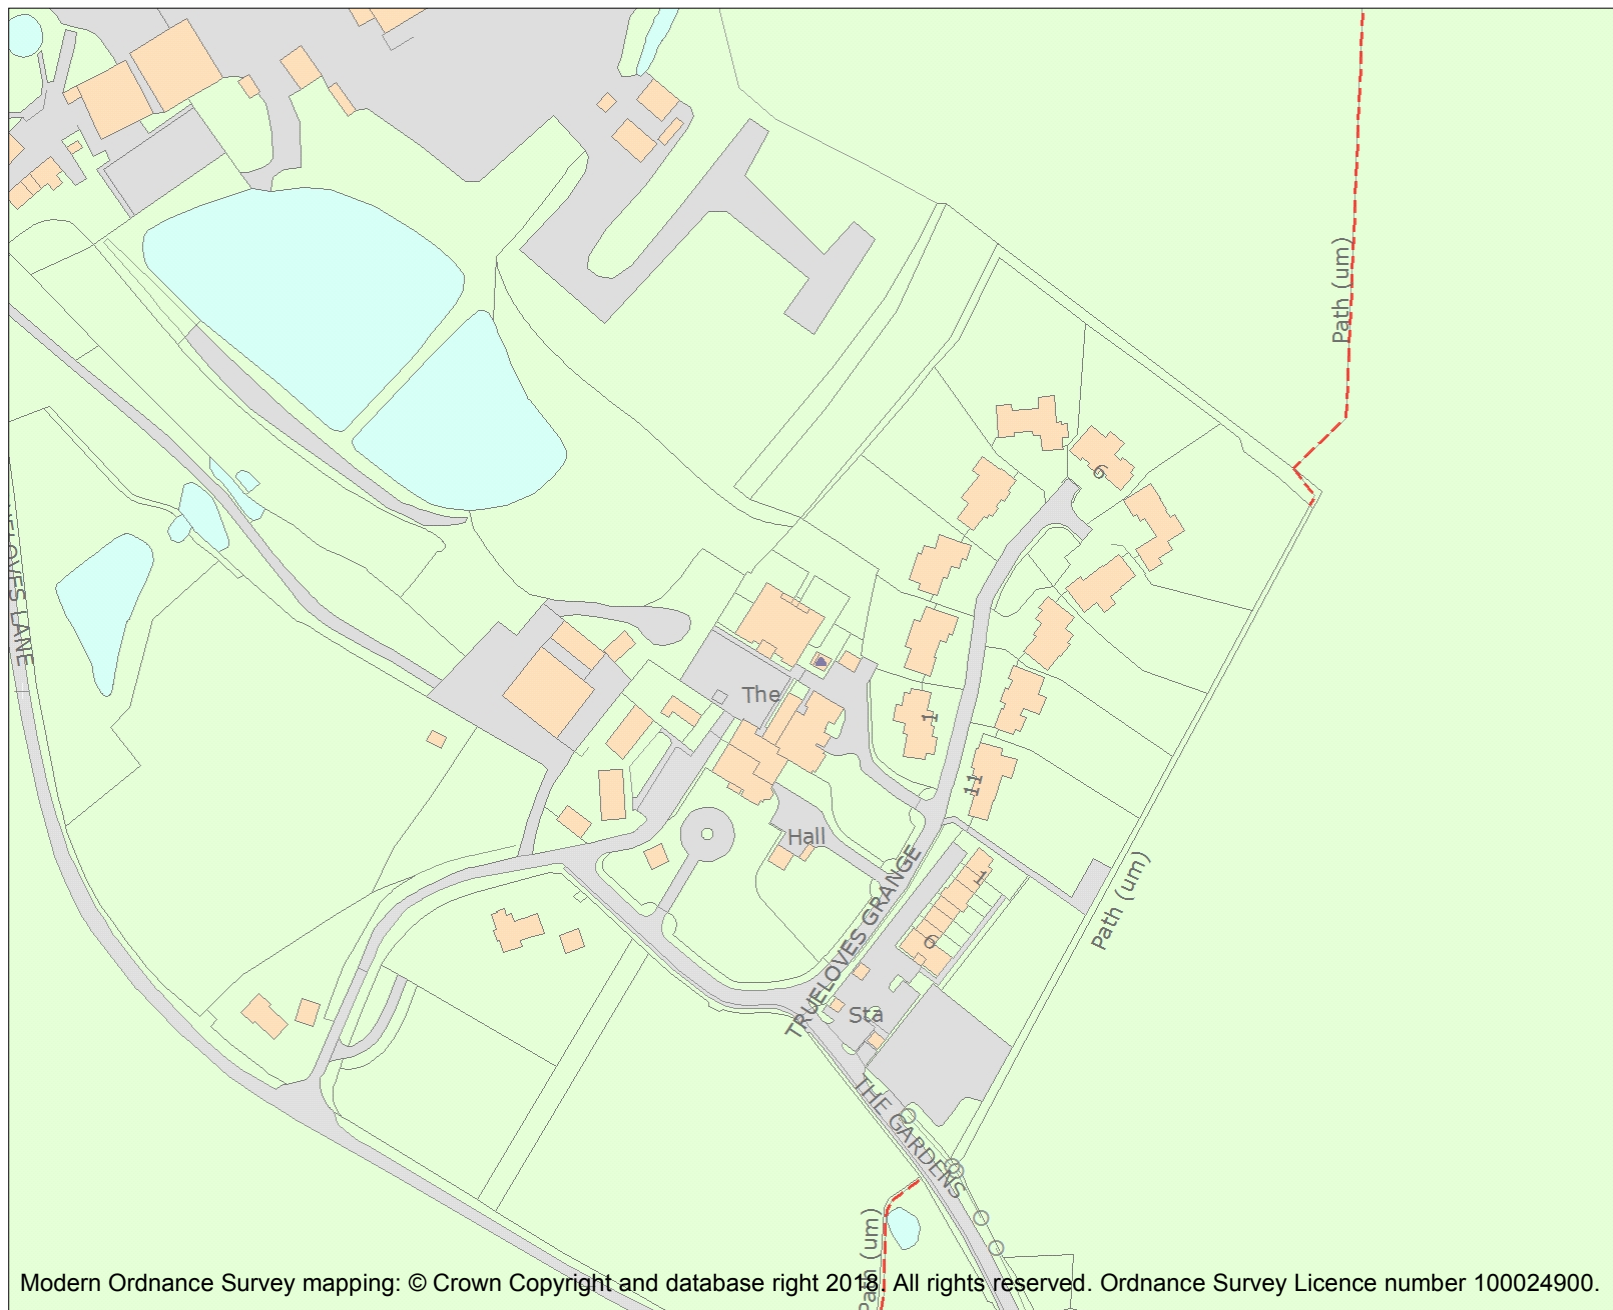 Path (um)
6
The
1
11
Hall
1
6
TRUELOVES GRANGE
Path (um)
Sta
THE GARDENS
Path (um)
LANE
Modern Ordnance Survey mapping: © Crown Copyright and database right 2018. All rights reserved. Ordnance Survey Licence number 100024900.